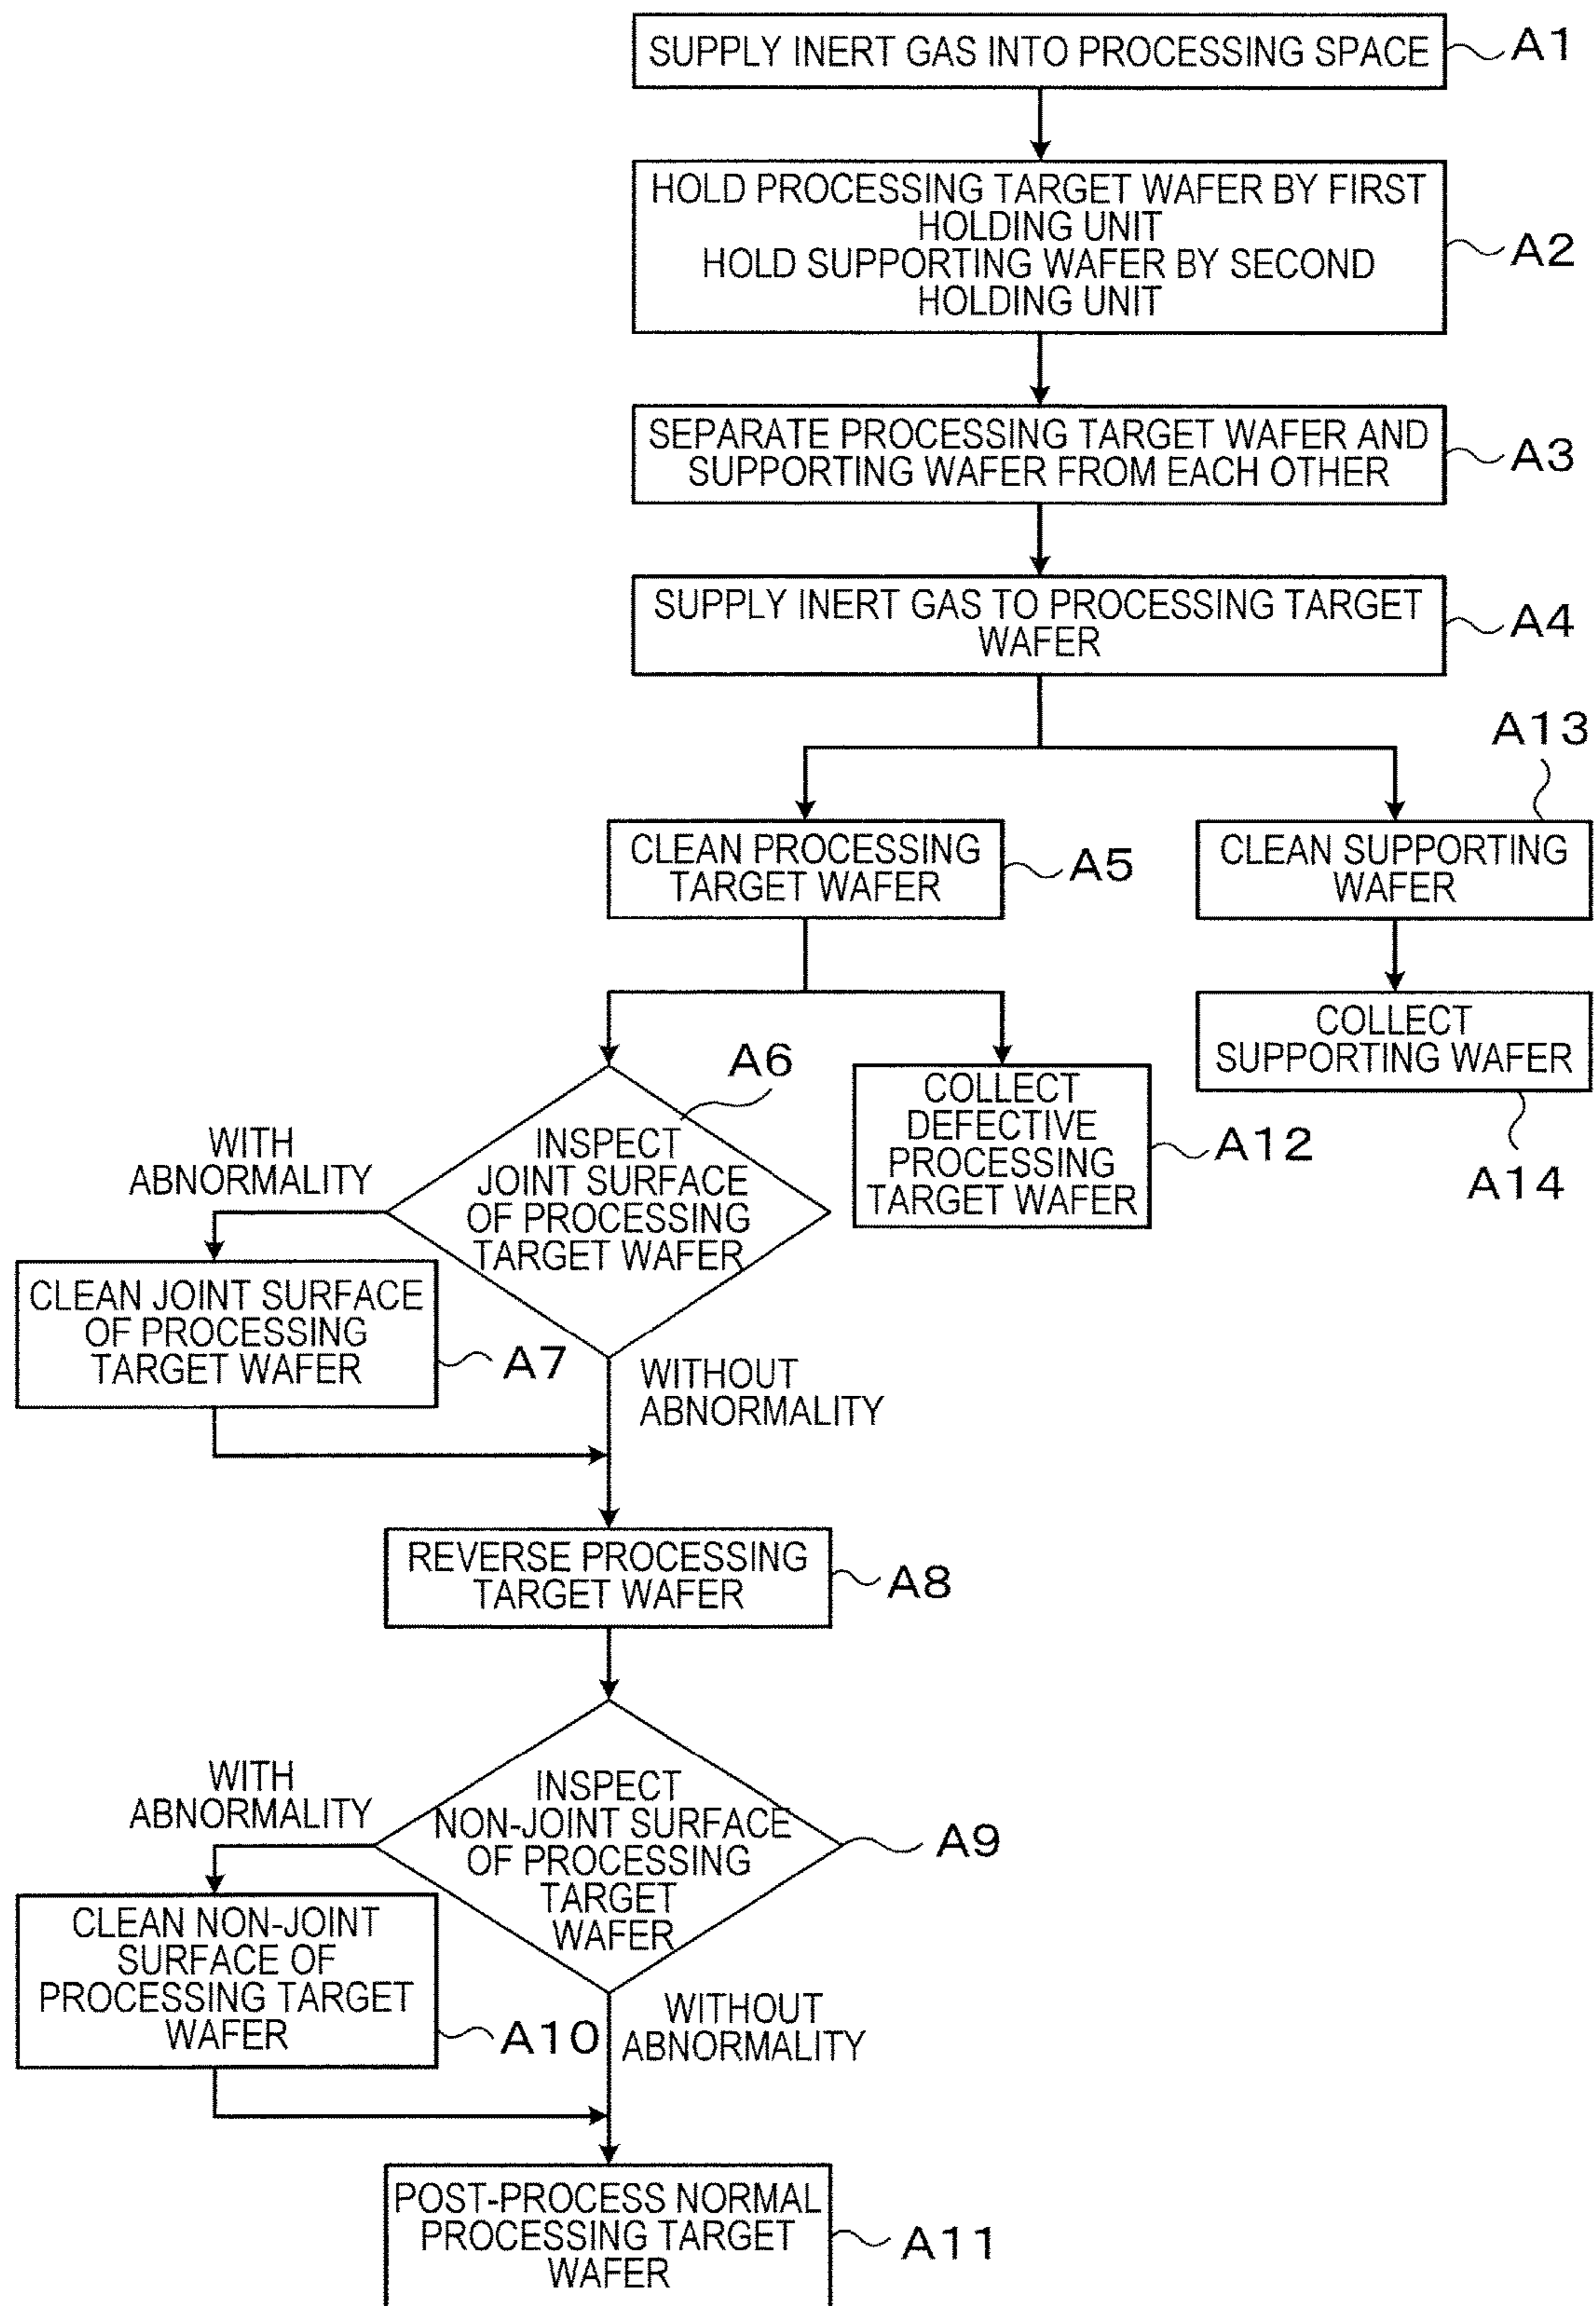 SUPPLY INERT GAS INTO PROCESSING SPACE
A1
HOLD PROCESSING TARGET WAFER BY FIRST
HOLDING UNIT
HOLD SUPPORTING WAFER BY SECOND
HOLDING UNIT
A2
SEPARATE PROCESSING TARGET WAFER AND
SUPPORTING WAFER FROM EACH OTHER
A3
SUPPLY INERT GAS TO PROCESSING TARGET
WAFER
A4
A13
CLEAN PROCESSING
TARGET WAFER
A5
CLEAN SUPPORTING
WAFER
COLLECT
SUPPORTING WAFER
A14
A6
INSPECT
JOINT SURFACE
OF PROCESSING
TARGET WAFER
COLLECT
DEFECTIVE
PROCESSING
TARGET WAFER
A12
WITH
ABNORMALITY
CLEAN JOINT SURFACE
OF PROCESSING
TARGET WAFER
A7
WITHOUT
ABNORMALITY
REVERSE PROCESSING
TARGET WAFER
A8
WITH
ABNORMALITY
INSPECT
NON-JOINT SURFACE
OF PROCESSING
TARGET
WAFER
A9
CLEAN NON-JOINT
SURFACE OF
PROCESSING TARGET
WAFER
A10
WITHOUT
ABNORMALITY
POST-PROCESS NORMAL
PROCESSING TARGET
WAFER
A11